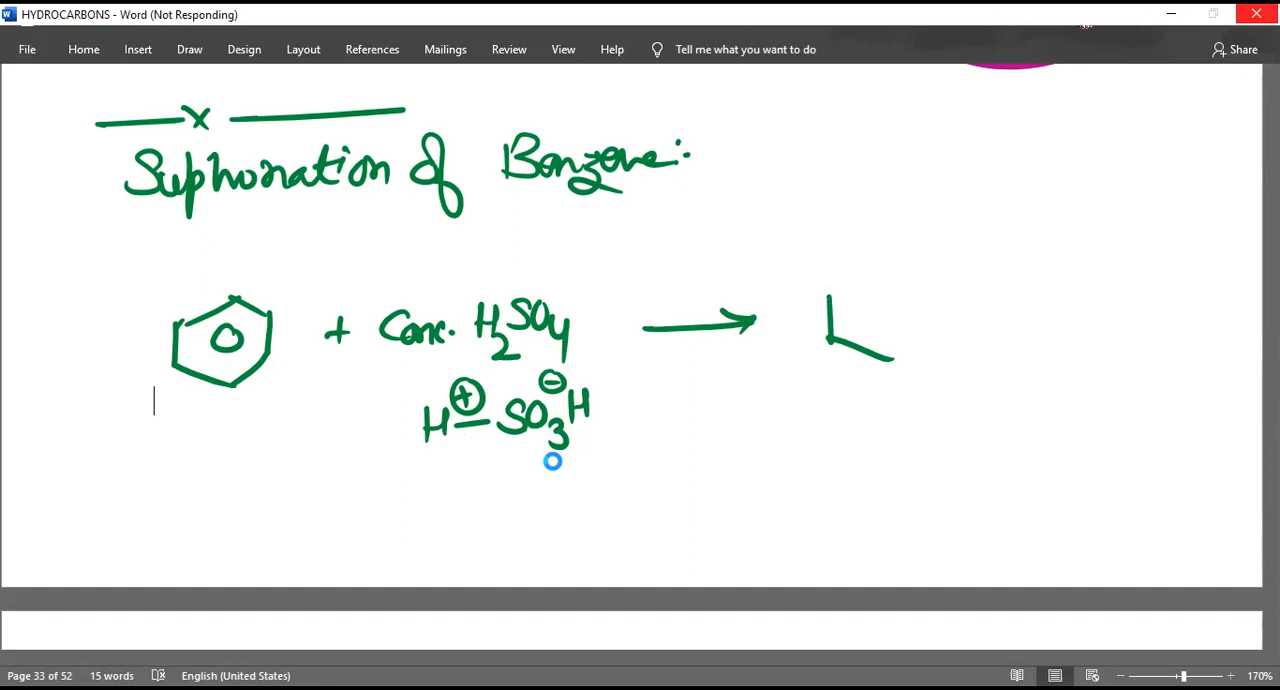 HYDROCARBONS - Word (Not Responding)
File Home Insert Draw Design Layout References Mailings Review View Help Tell me what you want to do Share
x
Suphonation of Benzene:
+ Conc. H2SO4 →
H⊕ – SO3⊖H
Page 33 of 52 15 words English (United States) 170%